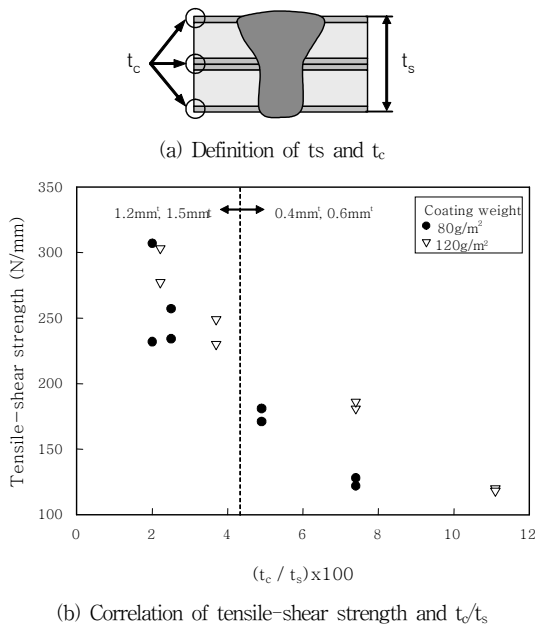 t_c
t_s
(a) Definition of ts and t_c
350
300
250
200
150
100
Tensile-shear strength (N/mm)
1.2mm^t, 1.5mm^t
0.4mm^t, 0.6mm^t
Coating weight
80g/m²
120g/m²
0 2 4 6 8 10 12
(t_c / t_s)x100
(b) Correlation of tensile-shear strength and t_c/t_s